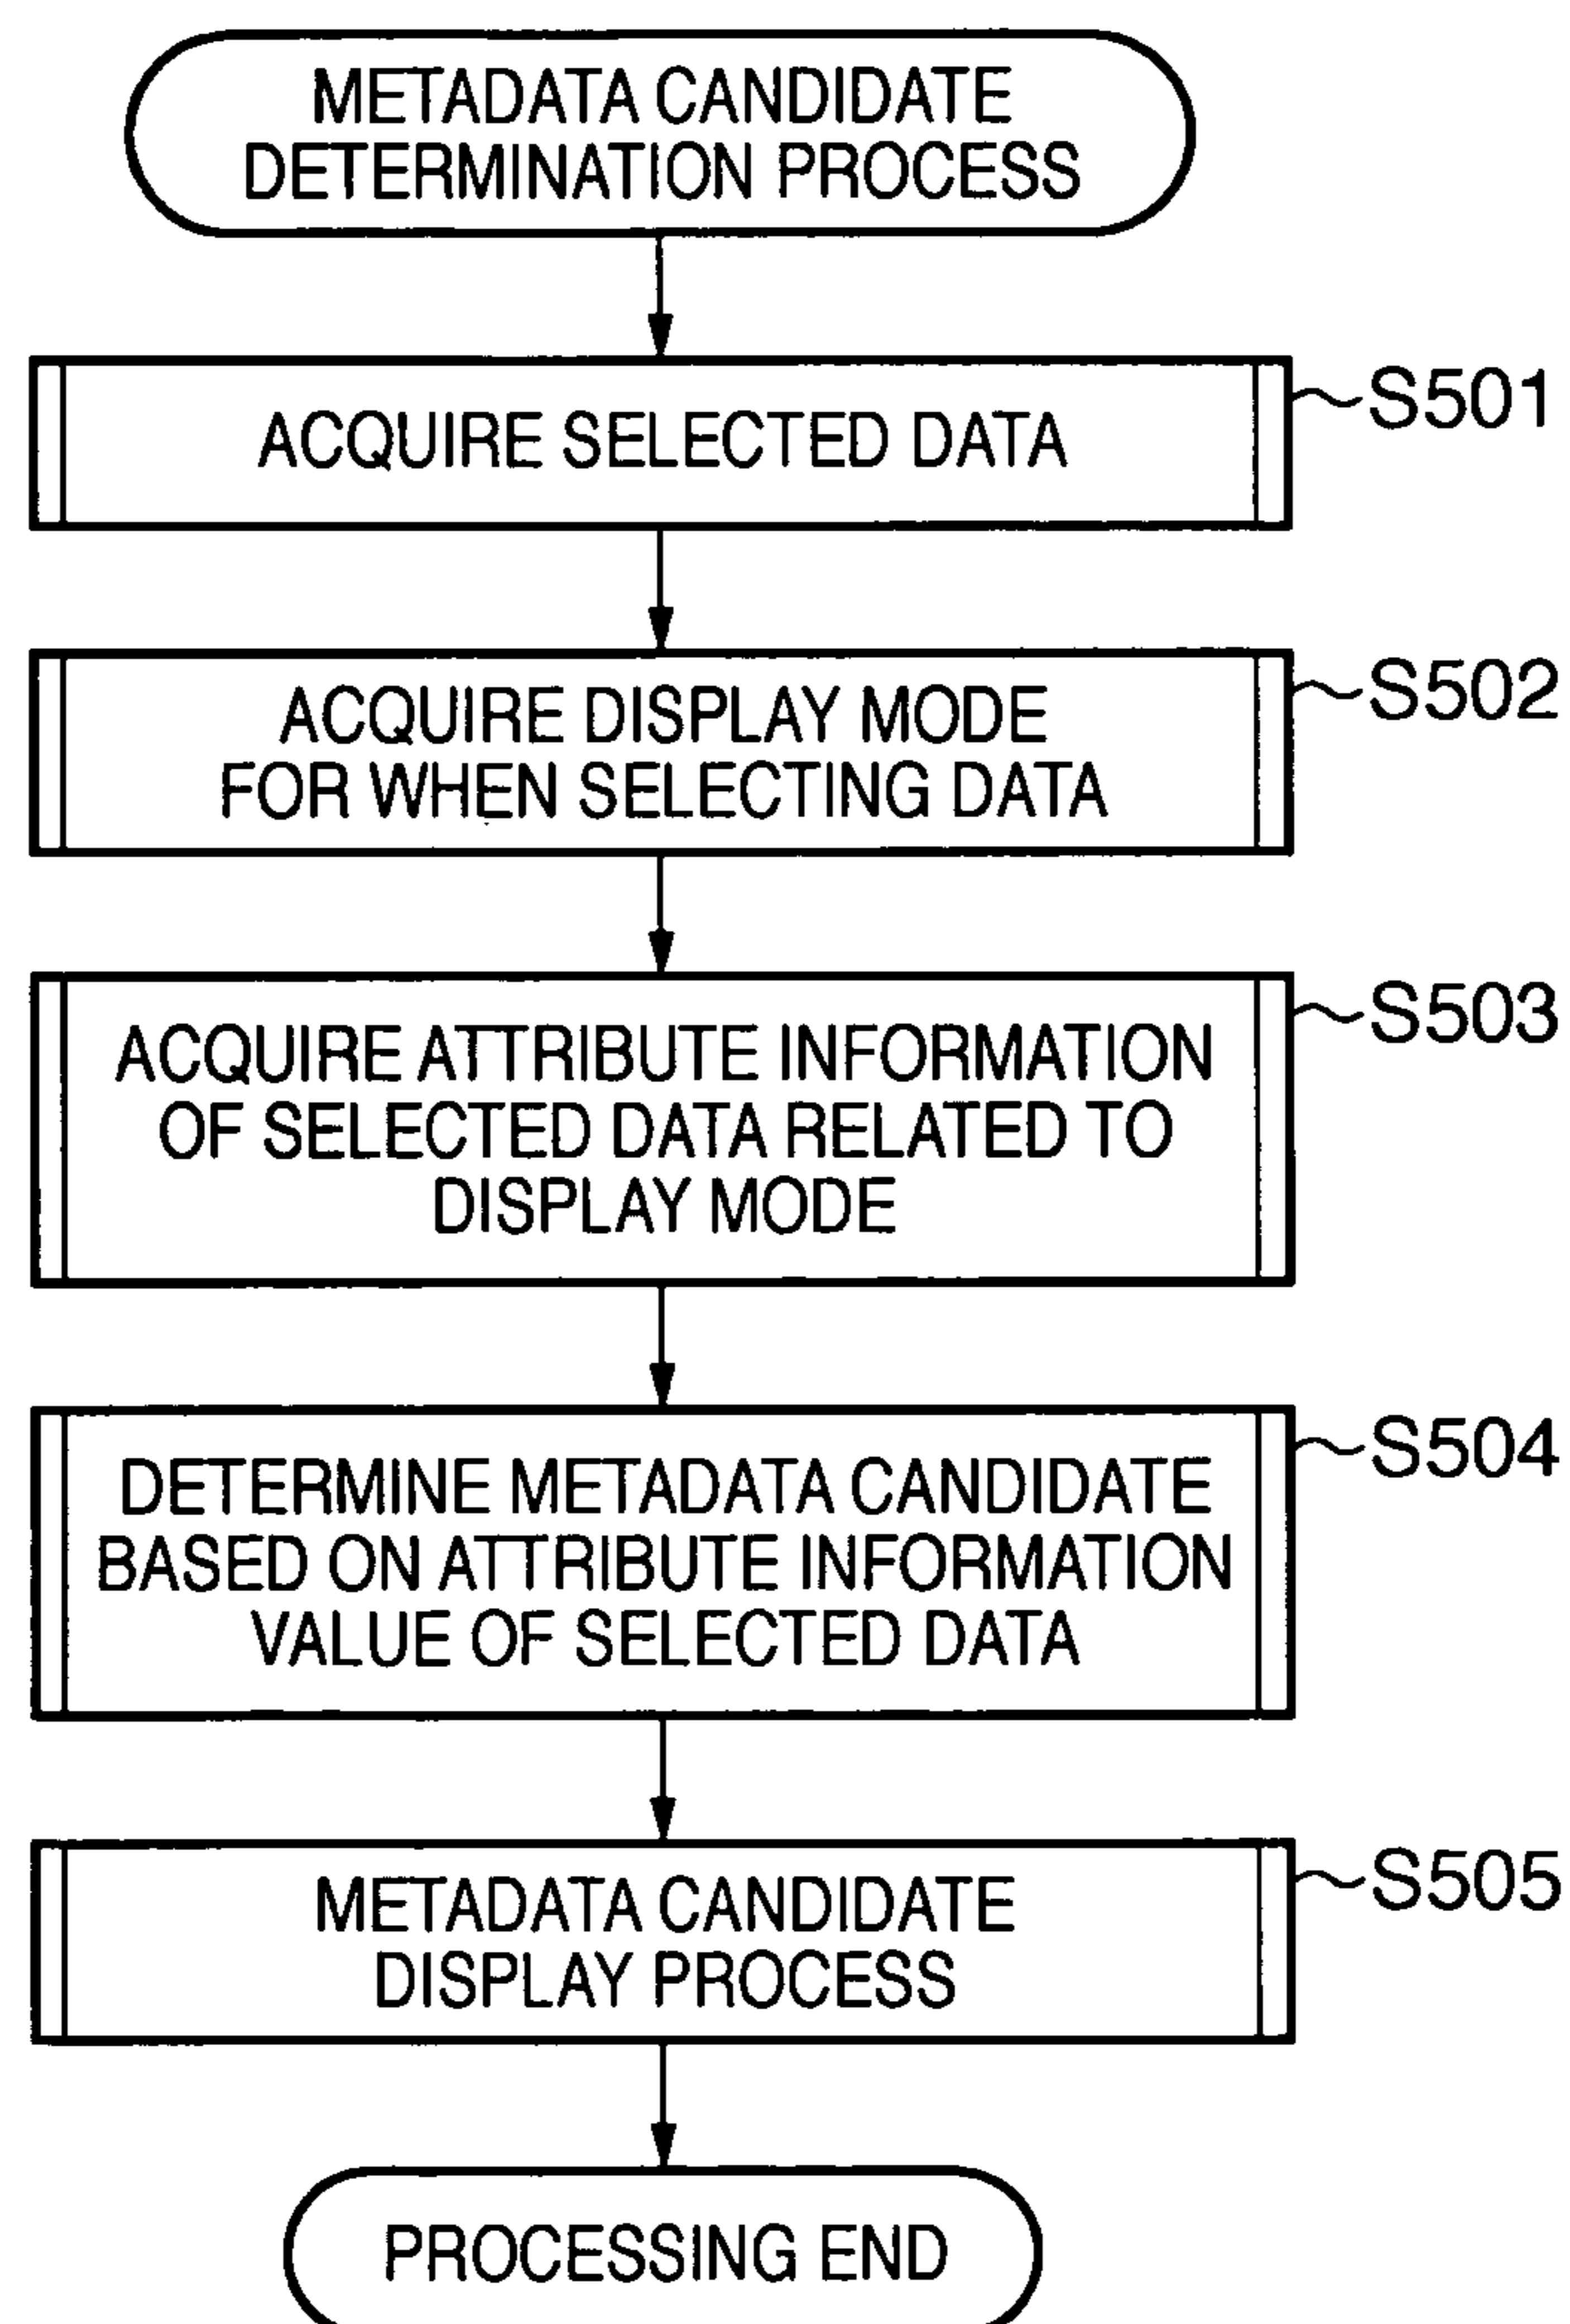 METADATA CANDIDATE
DETERMINATION PROCESS
ACQUIRE SELECTED DATA
S501
ACQUIRE DISPLAY MODE
FOR WHEN SELECTING DATA
S502
ACQUIRE ATTRIBUTE INFORMATION
OF SELECTED DATA RELATED TO
DISPLAY MODE
S503
DETERMINE METADATA CANDIDATE
BASED ON ATTRIBUTE INFORMATION
VALUE OF SELECTED DATA
S504
METADATA CANDIDATE
DISPLAY PROCESS
S505
PROCESSING END